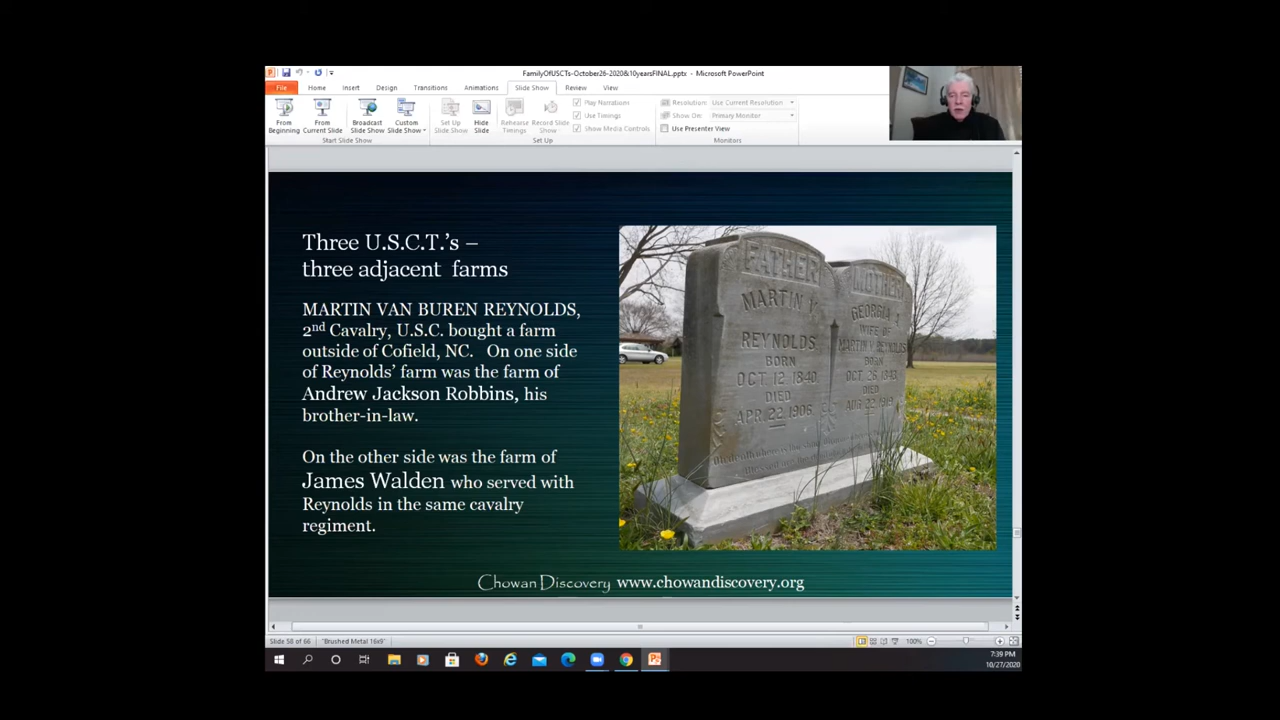 FamilyOfUSCTs-October26-2020&10yearsFINAL.pptx - Microsoft PowerPoint
File Home Insert Design Transitions Animations Slide Show Review View
From Beginning
From Current Slide
Broadcast Slide Show
Custom Slide Show
Set Up Slide Show
Hide Slide
Rehearse Timings
Record Slide Show
Play Narrations
Use Timings
Show Media Controls
Resolution: Use Current Resolution
Show On: Primary Monitor
Use Presenter View
Start Slide Show
Set Up
Monitors
Three U.S.C.T.'s –
three adjacent farms
MARTIN VAN BUREN REYNOLDS,
2nd Cavalry, U.S.C. bought a farm
outside of Cofield, NC. On one side
of Reynolds' farm was the farm of
Andrew Jackson Robbins, his
brother-in-law.
On the other side was the farm of
James Walden who served with
Reynolds in the same cavalry
regiment.
FATHER
MARTIN V.
REYNOLDS
BORN
OCT 12 1840
DIED
APR. 22 1906
MOTHER
GEORGIA
WIFE OF
MARTIN V. REYNOLDS
BORN
OCT 26 1843
DIED
AUG 22 1919
Chowan Discovery www.chowandiscovery.org
Slide 58 of 66 "Brushed Metal 16x9" 100%
7:39 PM
10/27/2020